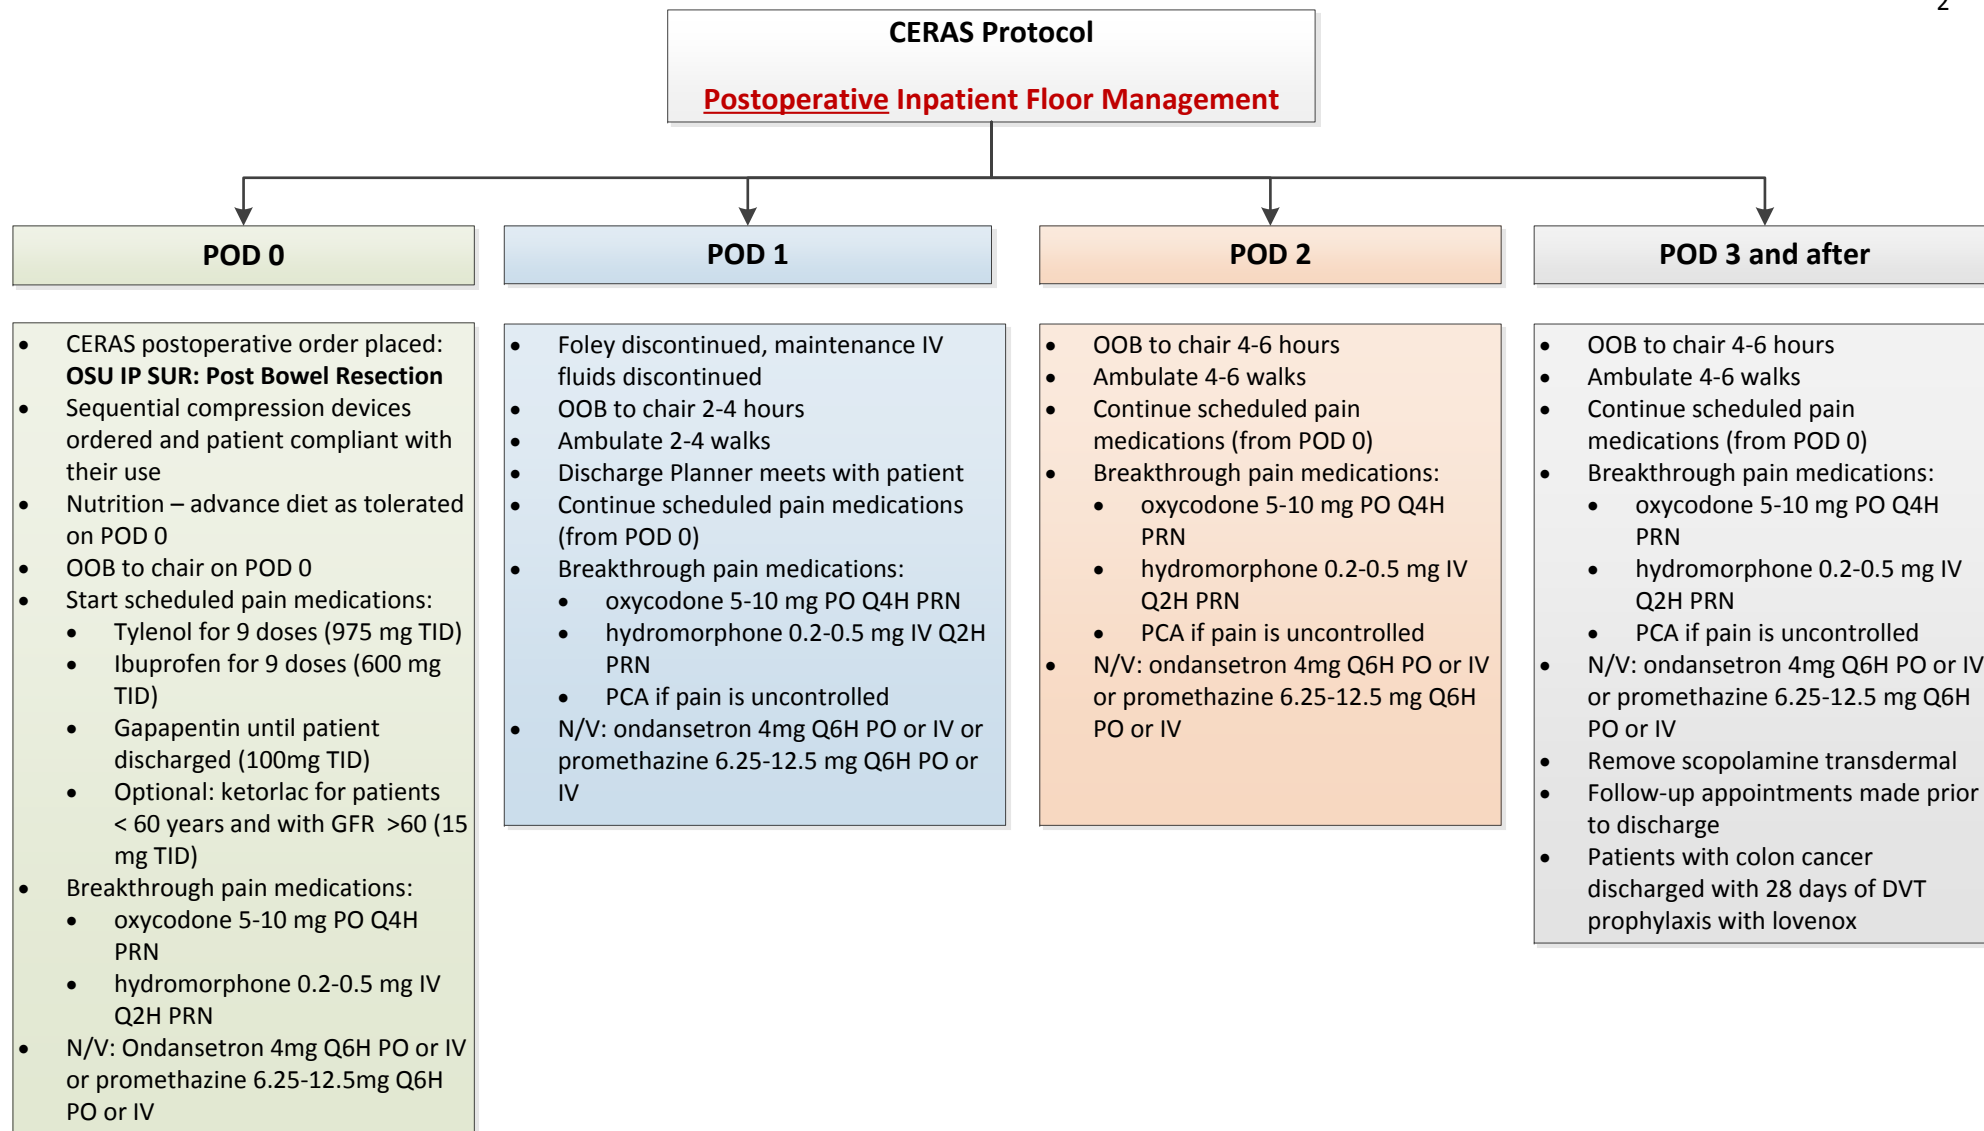 2
CERAS Protocol
Postoperative Inpatient Floor Management
POD 0
• CERAS postoperative order placed:
OSU IP SUR: Post Bowel Resection
• Sequential compression devices
ordered and patient compliant with
their use
• Nutrition – advance diet as tolerated
on POD 0
• OOB to chair on POD 0
• Start scheduled pain medications:
• Tylenol for 9 doses (975 mg TID)
• Ibuprofen for 9 doses (600 mg
TID)
• Gapapentin until patient
discharged (100mg TID)
• Optional: ketorlac for patients
< 60 years and with GFR >60 (15
mg TID)
• Breakthrough pain medications:
• oxycodone 5-10 mg PO Q4H
PRN
• hydromorphone 0.2-0.5 mg IV
Q2H PRN
• N/V: Ondansetron 4mg Q6H PO or IV
or promethazine 6.25-12.5mg Q6H
PO or IV
POD 1
• Foley discontinued, maintenance IV
fluids discontinued
• OOB to chair 2-4 hours
• Ambulate 2-4 walks
• Discharge Planner meets with patient
• Continue scheduled pain medications
(from POD 0)
• Breakthrough pain medications:
• oxycodone 5-10 mg PO Q4H PRN
• hydromorphone 0.2-0.5 mg IV Q2H
PRN
• PCA if pain is uncontrolled
• N/V: ondansetron 4mg Q6H PO or IV or
promethazine 6.25-12.5 mg Q6H PO or
IV
POD 2
• OOB to chair 4-6 hours
• Ambulate 4-6 walks
• Continue scheduled pain
medications (from POD 0)
• Breakthrough pain medications:
• oxycodone 5-10 mg PO Q4H
PRN
• hydromorphone 0.2-0.5 mg IV
Q2H PRN
• PCA if pain is uncontrolled
• N/V: ondansetron 4mg Q6H PO or IV
or promethazine 6.25-12.5 mg Q6H
PO or IV
POD 3 and after
• OOB to chair 4-6 hours
• Ambulate 4-6 walks
• Continue scheduled pain
medications (from POD 0)
• Breakthrough pain medications:
• oxycodone 5-10 mg PO Q4H
PRN
• hydromorphone 0.2-0.5 mg IV
Q2H PRN
• PCA if pain is uncontrolled
• N/V: ondansetron 4mg Q6H PO or IV
or promethazine 6.25-12.5 mg Q6H
PO or IV
• Remove scopolamine transdermal
• Follow-up appointments made prior
to discharge
• Patients with colon cancer
discharged with 28 days of DVT
prophylaxis with lovenox